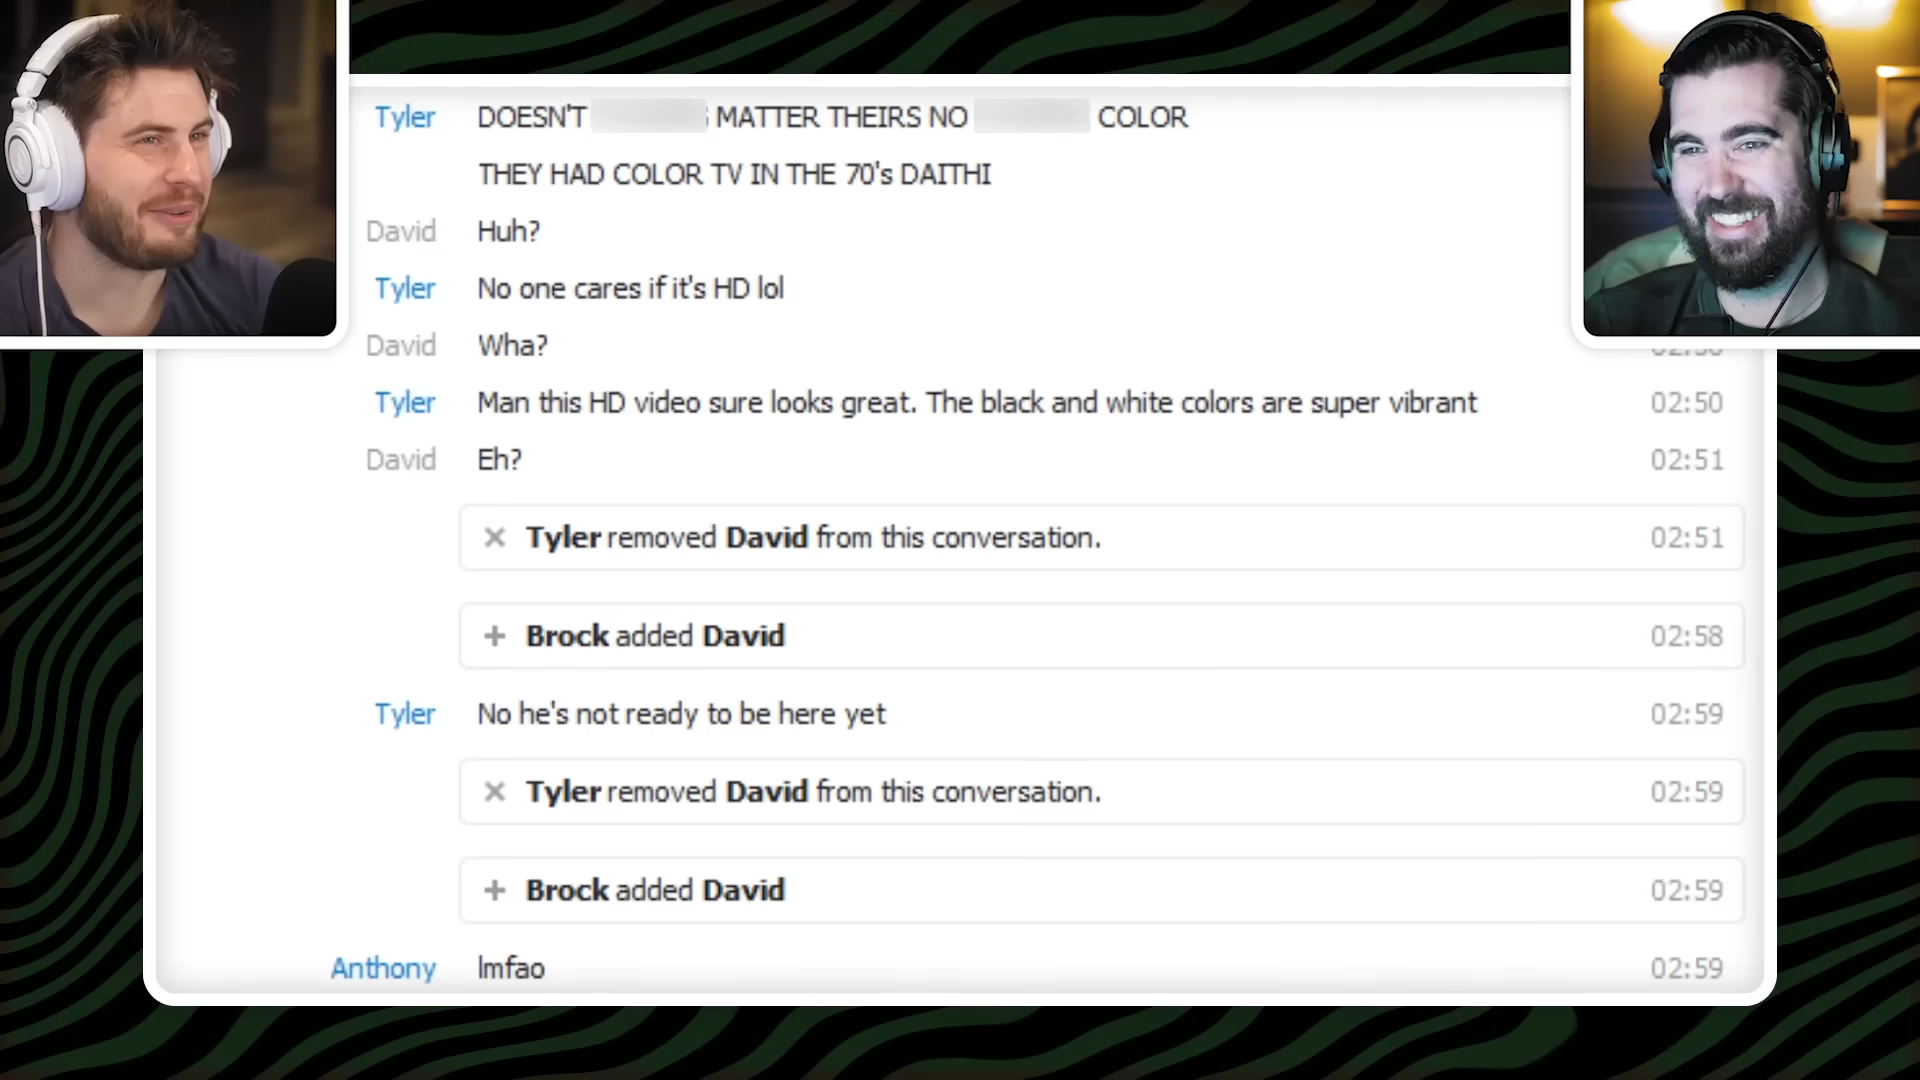 Tyler DOESN'T MATTER THEIRS NO COLOR
THEY HAD COLOR TV IN THE 70's DAITHI
David Huh?
Tyler No one cares if it's HD lol
David Wha?
Tyler Man this HD video sure looks great. The black and white colors are super vibrant 02:50
David Eh? 02:51
Tyler removed David from this conversation. 02:51
Brock added David 02:58
Tyler No he's not ready to be here yet 02:59
Tyler removed David from this conversation. 02:59
Brock added David 02:59
Anthony lmfao 02:59